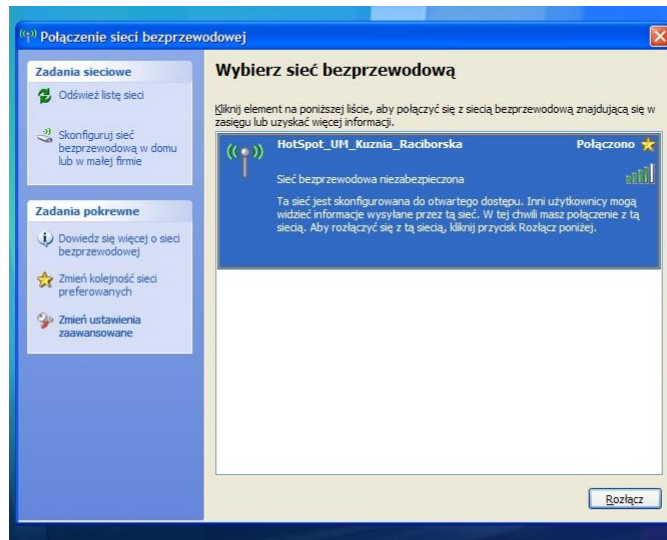 Połączenie sieci bezprzewodowej
Zadania sieciowe
Odśwież listę sieci
Skonfiguruj sieć
bezprzewodową w domu
lub w małej firmie
Zadania pokrewne
Dowiedz się więcej o sieci
bezprzewodowej
Zmień kolejność sieci
preferowanych
Zmień ustawienia
zaawansowane
Wybierz sieć bezprzewodową
Kliknij element na poniższej liście, aby połączyć się z siecią bezprzewodową znajdującą się w
zasięgu lub uzyskać więcej informacji.
HotSpot_UM_Kuznia_Raciborska Połączono
Sieć bezprzewodowa niezabezpieczona
Ta sieć jest skonfigurowana do otwartego dostępu. Inni użytkownicy mogą
widzieć informacje wysyłane przez tą sieć. W tej chwili masz połączenie z tą
siecią. Aby rozłączyć się z tą siecią, kliknij przycisk Rozłącz poniżej.
Rozłącz